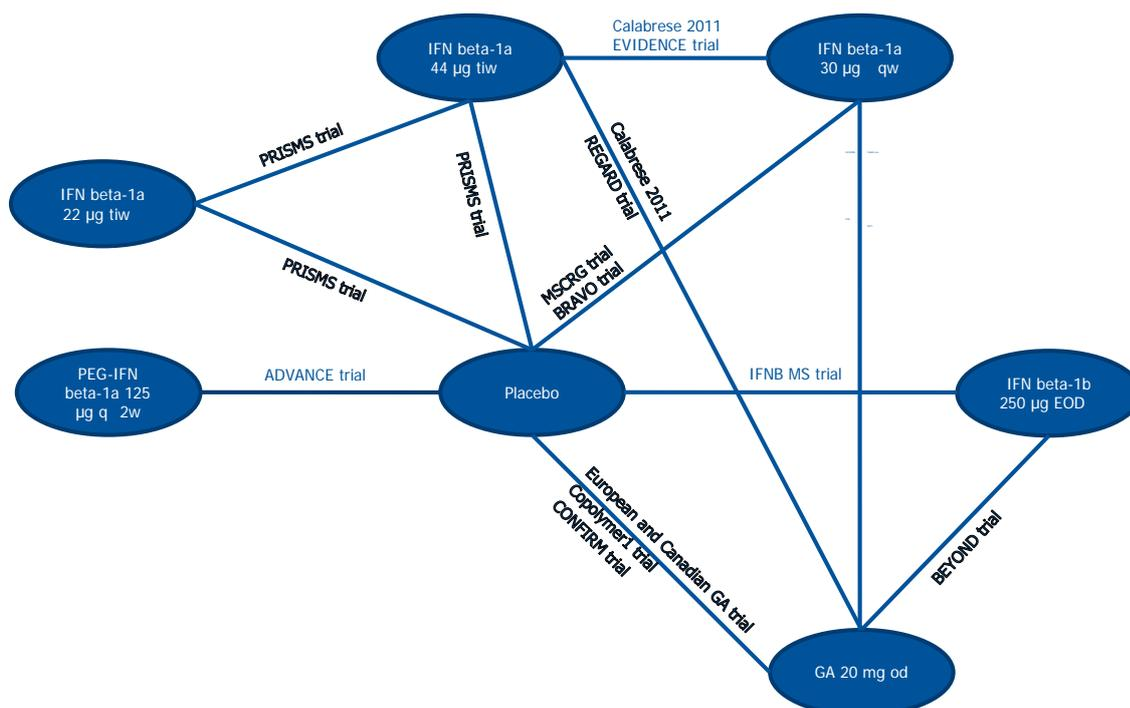 Calabrese 2011
EVIDENCE trial
IFN beta-1a
44 µg tiw
IFN beta-1a
30 µg qw
PRISMS trial
PRISMS trial
Calabrese 2011
REGARD trial
IFN beta-1a
22 µg tiw
PRISMS trial
MSCRG trial
BRAVO trial
PEG-IFN
beta-1a 125
µg q 2w
ADVANCE trial
Placebo
IFNB MS trial
IFN beta-1b
250 µg EOD
European and Canadian GA trial
Copolymer1 trial
CONFIRM trial
BEYOND trial
GA 20 mg od